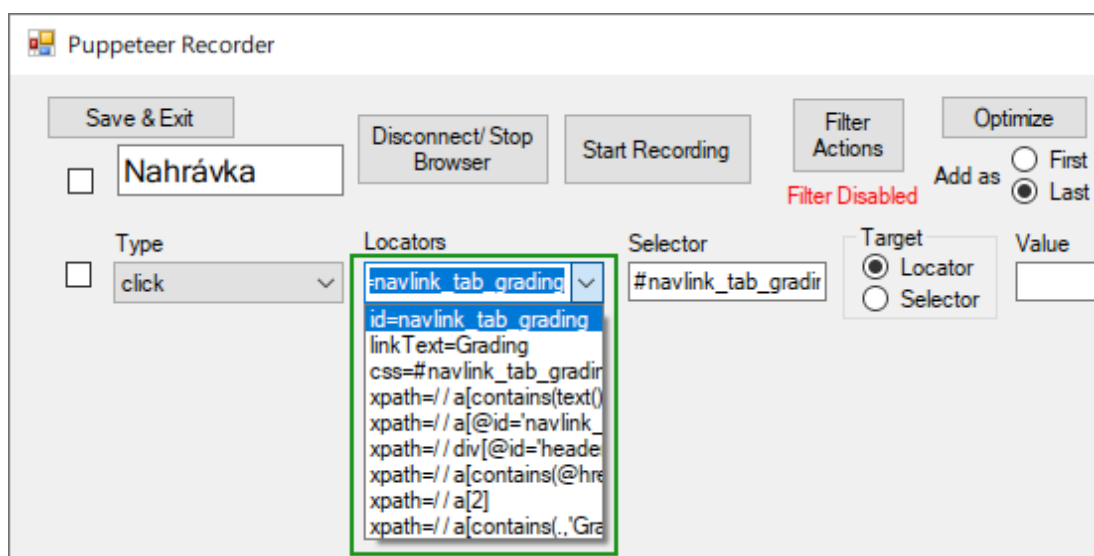 Puppeteer Recorder
Save & Exit
Disconnect/ Stop
Browser
Start Recording
Filter
Actions
Optimize
Nahrávka
Filter Disabled
Add as
First
Last
Type
Locators
Selector
Target
Value
click
=navlink_tab_grading
#navlink_tab_gradin
Locator
Selector
id=navlink_tab_grading
linkText=Grading
css=#navlink_tab_gradin
xpath=//a[contains(text()
xpath=//a[@id='navlink_
xpath=//div[@id='header
xpath=//a[contains(@hre
xpath=//a[2]
xpath=//a[contains(.,'Gra